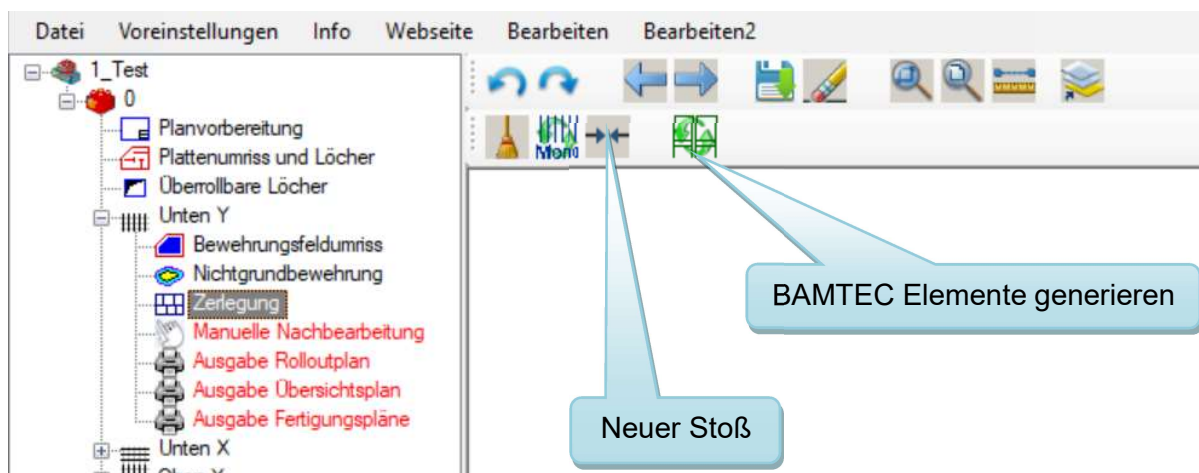 Datei Voreinstellungen Info Webseite Bearbeiten Bearbeiten2
1_Test
0
Planvorbereitung
Plattenumriss und Löcher
Überrollbare Löcher
Unten Y
Bewehrungsfeldumriss
Nichtgrundbewehrung
Zerlegung
Manuelle Nachbearbeitung
Ausgabe Rolloutplan
Ausgabe Übersichtsplan
Ausgabe Fertigungspläne
Unten X
Mono
BAMTEC Elemente generieren
Neuer Stoß